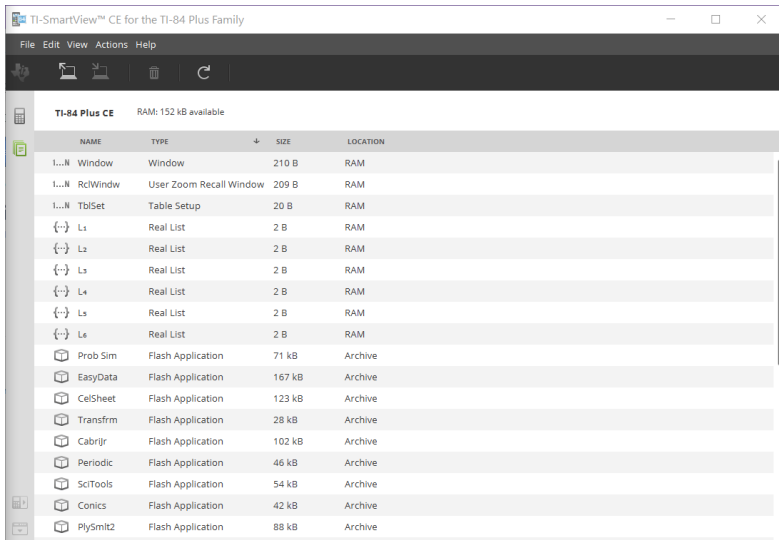 TI-SmartView™ CE for the TI-84 Plus Family
File Edit View Actions Help
TI-84 Plus CE RAM: 152 kB available
NAME TYPE SIZE LOCATION
1...N Window Window 210 B RAM
1...N RclWindw User Zoom Recall Window 209 B RAM
1...N TblSet Table Setup 20 B RAM
{···} L₁ Real List 2 B RAM
{···} L₂ Real List 2 B RAM
{···} L₃ Real List 2 B RAM
{···} L₄ Real List 2 B RAM
{···} L₅ Real List 2 B RAM
{···} L₆ Real List 2 B RAM
Prob Sim Flash Application 71 kB Archive
EasyData Flash Application 167 kB Archive
CelSheet Flash Application 123 kB Archive
Transfrm Flash Application 28 kB Archive
CabriJr Flash Application 102 kB Archive
Periodic Flash Application 46 kB Archive
SciTools Flash Application 54 kB Archive
Conics Flash Application 42 kB Archive
PlySmlt2 Flash Application 88 kB Archive